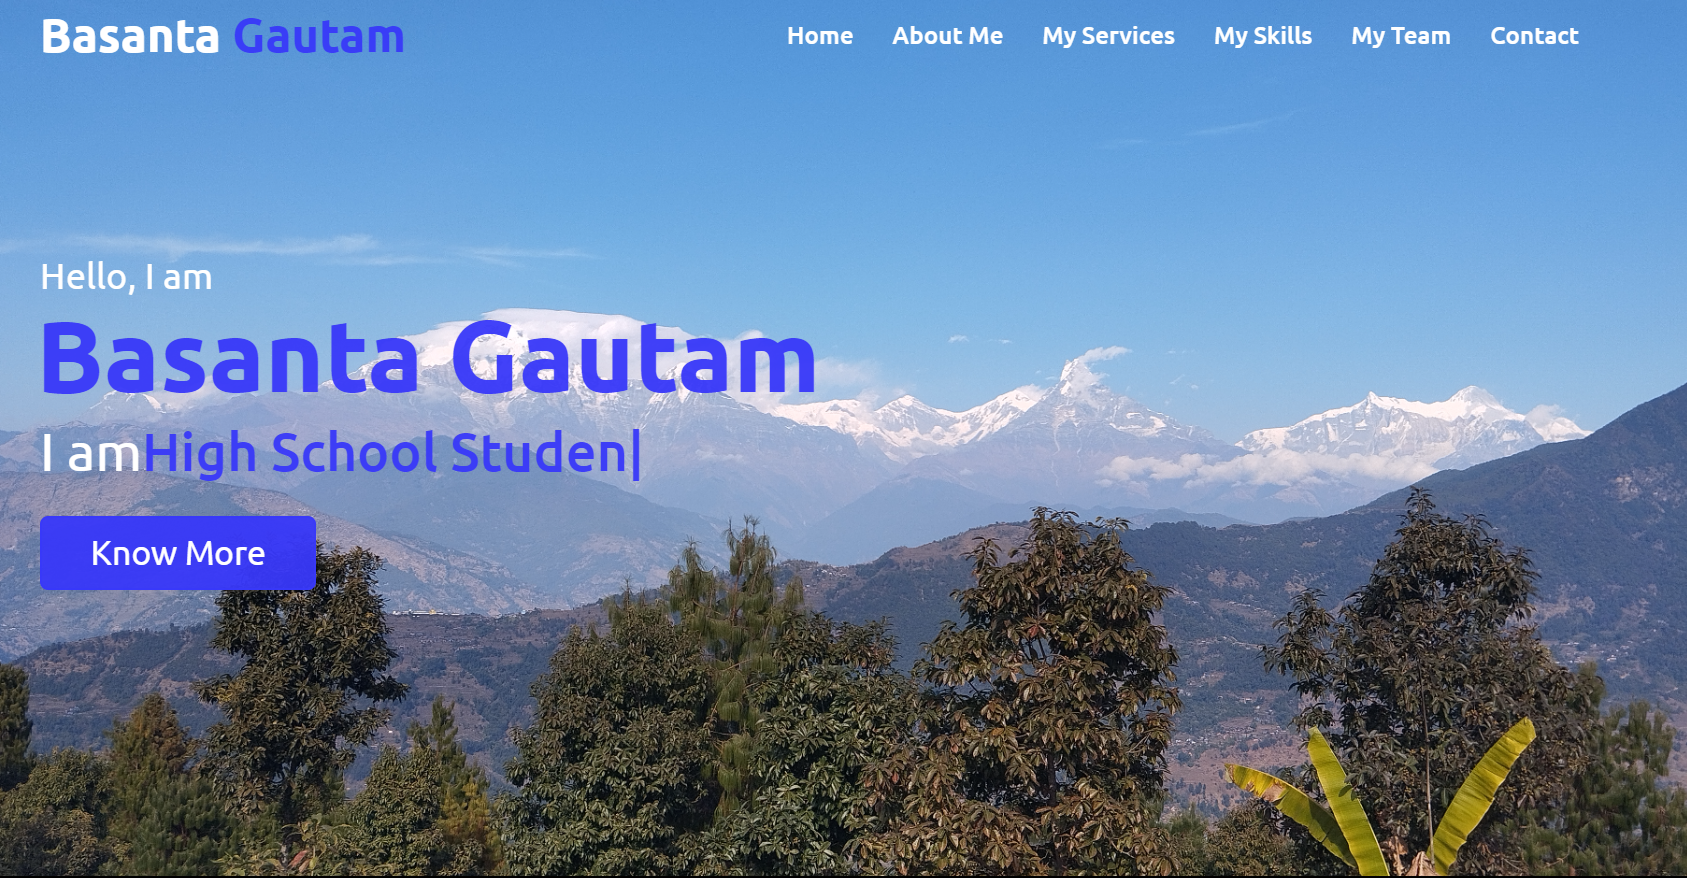 Basanta Gautam
Home About Me My Services My Skills My Team Contact
Hello, I am
Basanta Gautam
I amHigh School Studen|
Know More